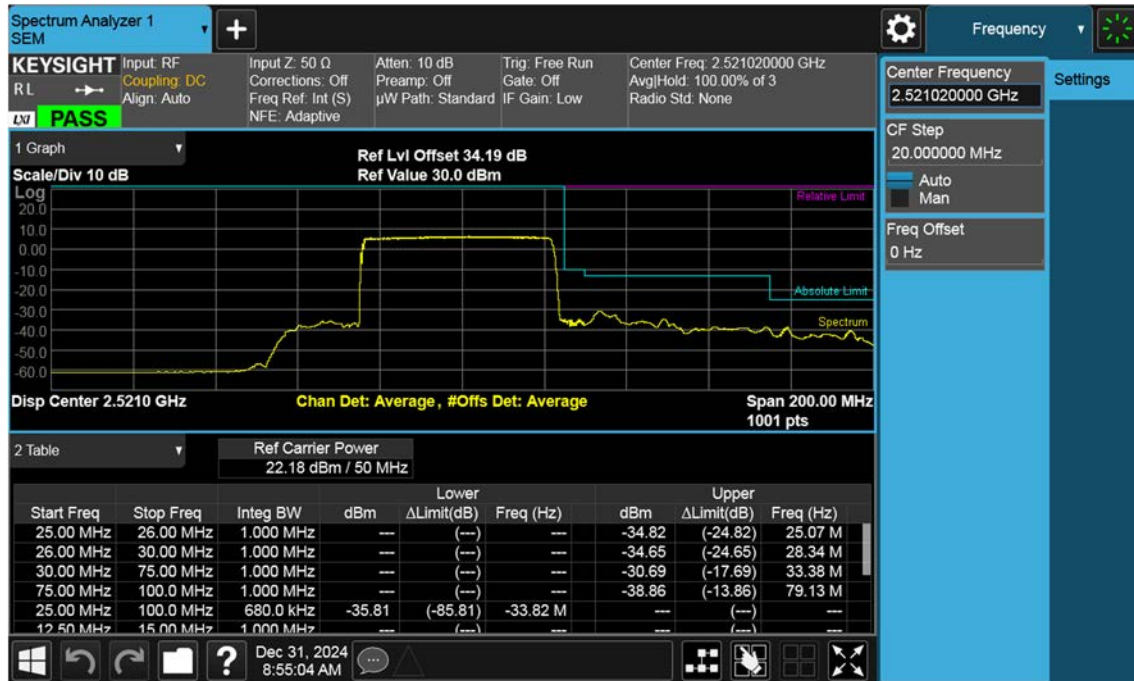 Spectrum Analyzer 1
SEM
Frequency
KEYSIGHT
RL
LXI
PASS
Input: RF
Coupling: DC
Align: Auto
Input Z: 50 Ω
Corrections: Off
Freq Ref: Int (S)
NFE: Adaptive
Atten: 10 dB
Preamp: Off
µW Path: Standard
Trig: Free Run
Gate: Off
IF Gain: Low
Center Freq: 2.521020000 GHz
Avg|Hold: 100.00% of 3
Radio Std: None
Center Frequency
2.521020000 GHz
Settings
CF Step
20.000000 MHz
Auto
Man
Freq Offset
0 Hz
1 Graph
Scale/Div 10 dB
Ref Lvl Offset 34.19 dB
Ref Value 30.0 dBm
Log
20.0
10.0
0.00
-10.0
-20.0
-30.0
-40.0
-50.0
-60.0
Relative Limit
Absolute Limit
Spectrum
Disp Center 2.5210 GHz
Chan Det: Average, #Offs Det: Average
Span 200.00 MHz
1001 pts
2 Table
Ref Carrier Power
22.18 dBm / 50 MHz
Lower Upper
Start Freq Stop Freq Integ BW dBm ΔLimit(dB) Freq (Hz) dBm ΔLimit(dB) Freq (Hz)
25.00 MHz 26.00 MHz 1.000 MHz --- (---) --- -34.82 (-24.82) 25.07 M
26.00 MHz 30.00 MHz 1.000 MHz --- (---) --- -34.65 (-24.65) 28.34 M
30.00 MHz 75.00 MHz 1.000 MHz --- (---) --- -30.69 (-17.69) 33.38 M
75.00 MHz 100.0 MHz 1.000 MHz --- (---) --- -38.86 (-13.86) 79.13 M
25.00 MHz 100.0 MHz 680.0 kHz -35.81 (-85.81) -33.82 M --- (---) ---
12.50 MHz 15.00 MHz 1.000 MHz --- (---) --- --- (---) ---
Dec 31, 2024
8:55:04 AM